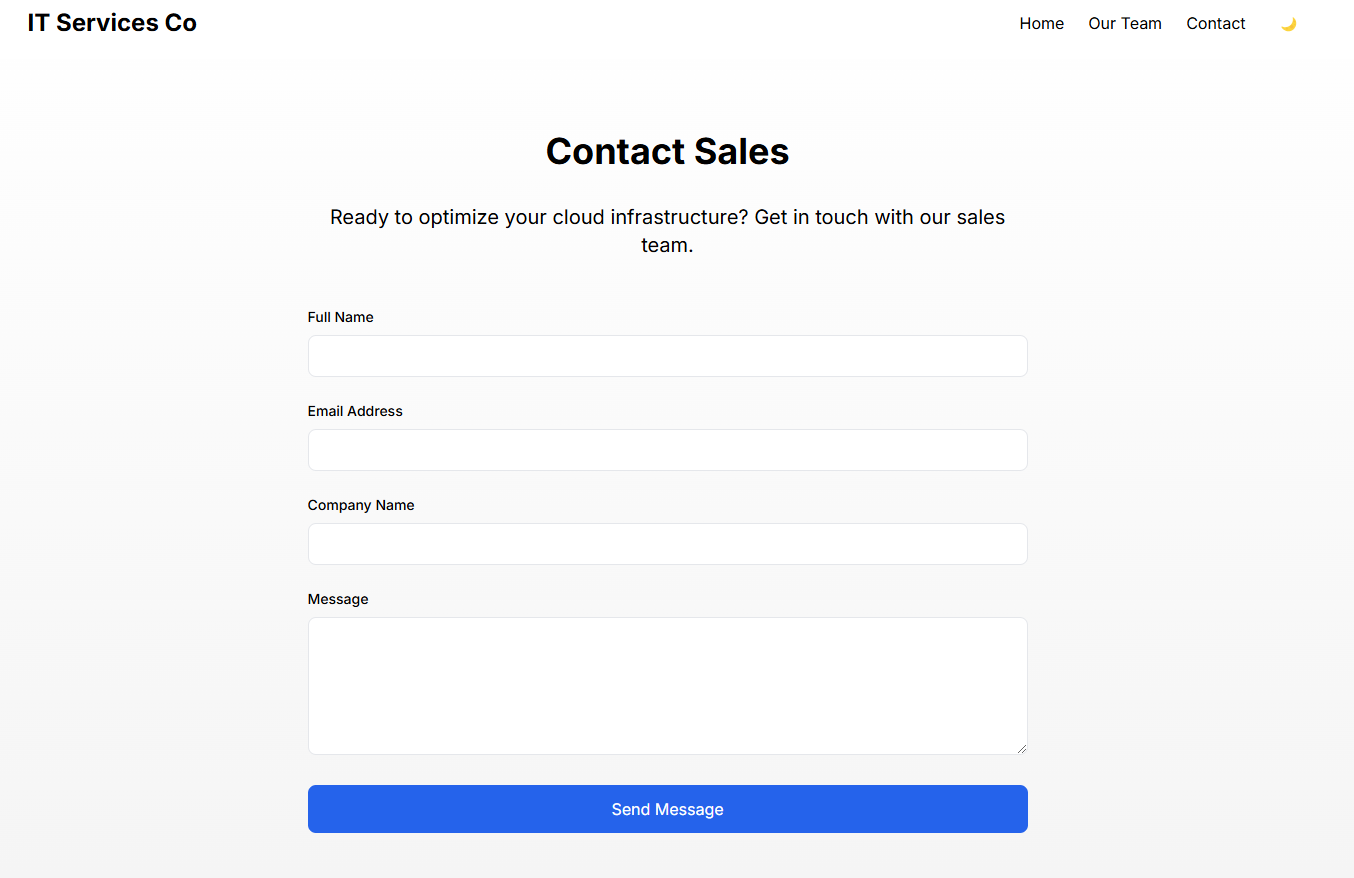 IT Services Co
Home Our Team Contact
Contact Sales
Ready to optimize your cloud infrastructure? Get in touch with our sales
team.
Full Name
Email Address
Company Name
Message
Send Message